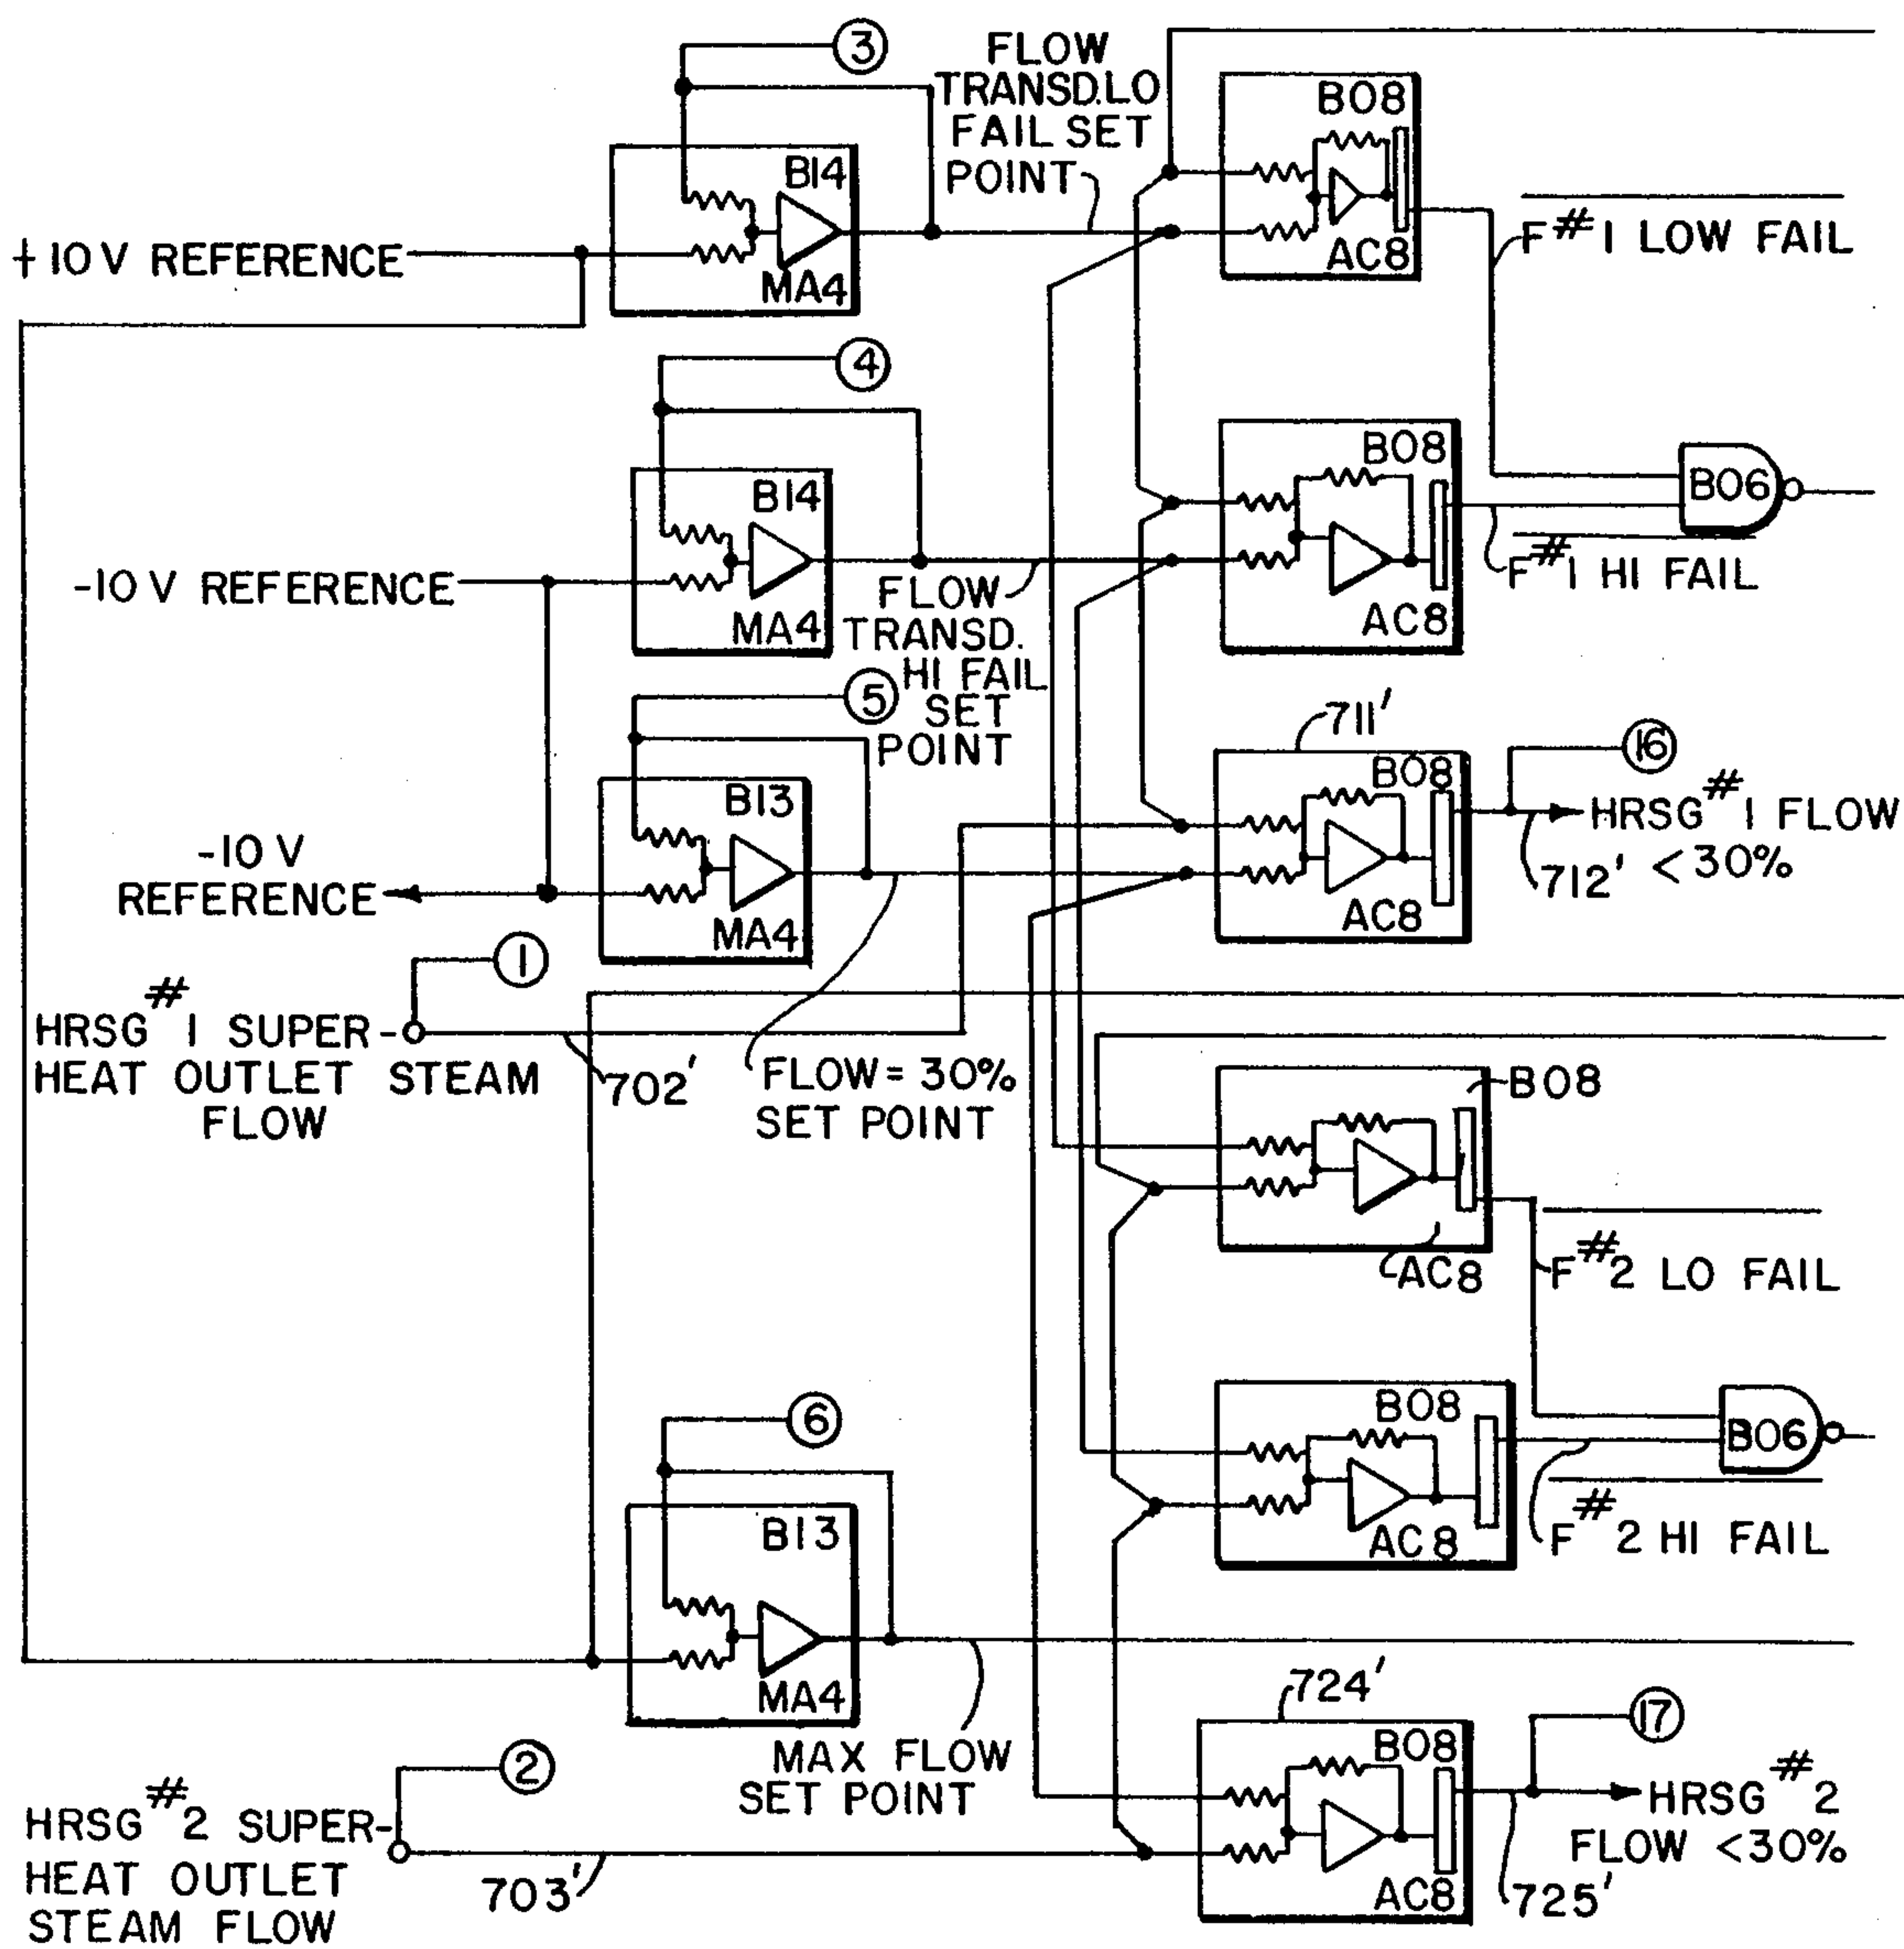 3
FLOW
TRANSD. LO
FAIL SET
POINT
B08
AC8
B14
MA4
+10V REFERENCE
F#1 LOW FAIL
4
B14
MA4
-10V REFERENCE
FLOW
TRANSD.
HI FAIL
SET
POINT
B08
AC8
B06
F#1 HI FAIL
5
B13
MA4
-10V
REFERENCE
711'
B08
AC8
16
HRSG #1 FLOW
<30%
712'
1
HRSG #1 SUPER-
HEAT OUTLET STEAM
FLOW
702'
FLOW = 30%
SET POINT
B08
AC8
F#2 LO FAIL
6
B13
MA4
B08
AC8
B06
F#2 HI FAIL
MAX FLOW
SET POINT
724'
B08
AC8
17
HRSG #2
FLOW <30%
725'
2
HRSG #2 SUPER-
HEAT OUTLET
STEAM FLOW
703'